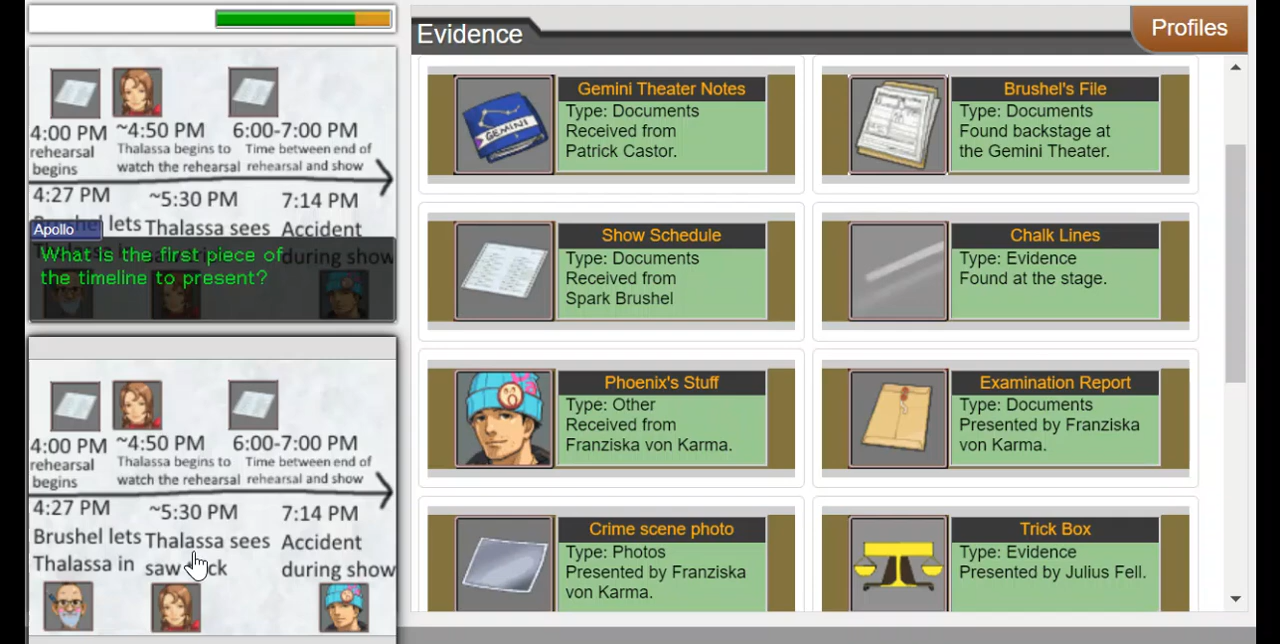 Evidence
Profiles
4:00 PM
rehearsal
begins
~4:50 PM
Thalassa begins to
watch the rehearsal
6:00-7:00 PM
Time between end of
rehearsal and show
4:27 PM
Brushel lets
~5:30 PM
Thalassa sees
7:14 PM
Accident
during show
Apollo
What is the first piece of
the timeline to present?
4:00 PM
rehearsal
begins
~4:50 PM
Thalassa begins to
watch the rehearsal
6:00-7:00 PM
Time between end of
rehearsal and show
4:27 PM
Brushel lets
Thalassa in
~5:30 PM
Thalassa sees
saw
7:14 PM
Accident
during show
Gemini Theater Notes
Type: Documents
Received from
Patrick Castor.
GEMINI
Brushel's File
Type: Documents
Found backstage at
the Gemini Theater.
Show Schedule
Type: Documents
Received from
Spark Brushel
Chalk Lines
Type: Evidence
Found at the stage.
Phoenix's Stuff
Type: Other
Received from
Franziska von Karma.
Examination Report
Type: Documents
Presented by Franziska
von Karma.
Crime scene photo
Type: Photos
Presented by Franziska
von Karma.
Trick Box
Type: Evidence
Presented by Julius Fell.